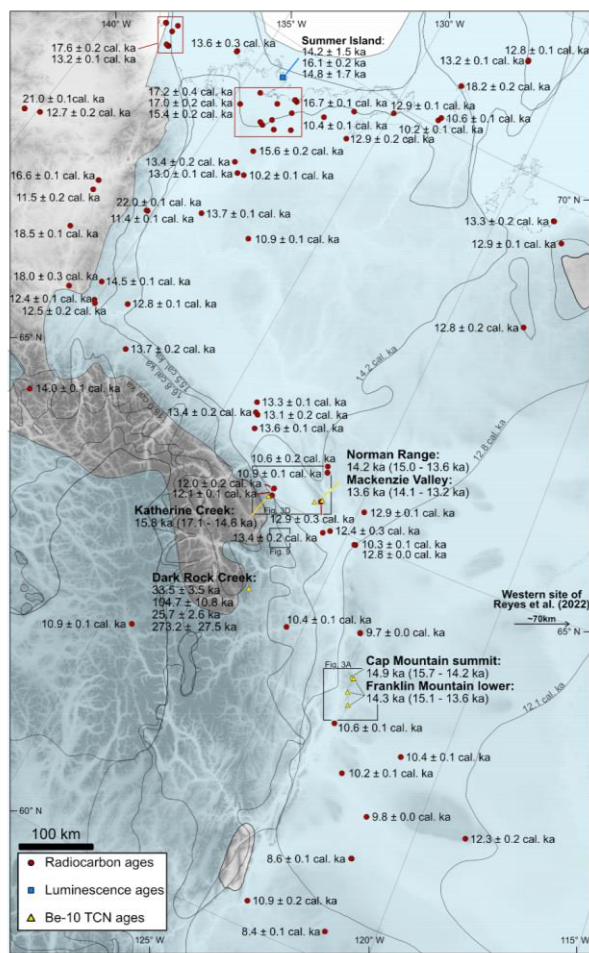 140° W
135° W
130° W
17.6 ± 0.2 cal. ka
13.2 ± 0.1 cal. ka
13.6 ± 0.3 cal. ka
Summer Island:
14.2 ± 1.5 ka
16.1 ± 0.2 ka
14.8 ± 1.7 ka
12.8 ± 0.1 cal. ka
13.2 ± 0.1 cal. ka
18.2 ± 0.2 cal. ka
21.0 ± 0.1cal. ka
12.7 ± 0.2 cal. ka
17.2 ± 0.4 cal. ka
17.0 ± 0.2 cal. ka
15.4 ± 0.2 cal. ka
16.7 ± 0.1 cal. ka
10.4 ± 0.1 cal. ka
12.9 ± 0.1 cal. ka
10.6 ± 0.1 cal. ka
10.2 ± 0.1 cal. ka
12.9 ± 0.2 cal. ka
15.6 ± 0.2 cal. ka
13.4 ± 0.2 cal. ka
13.0 ± 0.1 cal. ka
10.2 ± 0.1 cal. ka
16.6 ± 0.1 cal. ka
11.5 ± 0.2 cal. ka
22.0 ± 0.1 cal. ka
11.4 ± 0.1 cal. ka
13.7 ± 0.1 cal. ka
70° N
18.5 ± 0.1 cal. ka
10.9 ± 0.1 cal. ka
13.3 ± 0.2 cal. ka
12.9 ± 0.1 cal. ka
18.0 ± 0.3 cal. ka
14.5 ± 0.1 cal. ka
12.4 ± 0.1 cal. ka
12.5 ± 0.2 cal. ka
12.8 ± 0.1 cal. ka
12.8 ± 0.2 cal. ka
65° N
13.7 ± 0.2 cal. ka
15.5 cal. ka
16.6 cal. ka
14.2 cal. ka
12.8 cal. ka
14.0 ± 0.1 cal. ka
13.3 ± 0.1 cal. ka
13.4 ± 0.2 cal. ka
13.1 ± 0.2 cal. ka
13.6 ± 0.1 cal. ka
10.6 ± 0.2 cal. ka
10.9 ± 0.1 cal. ka
Norman Range:
14.2 ka (15.0 - 13.6 ka)
Mackenzie Valley:
13.6 ka (14.1 - 13.2 ka)
12.0 ± 0.2 cal. ka
12.1 ± 0.1 cal. ka
Katherine Creek:
15.8 ka (17.1 - 14.6 ka)
Fig. 3D
12.9 ± 0.3 cal. ka
12.9 ± 0.1 cal. ka
13.4 ± 0.2 cal. ka
12.4 ± 0.3 cal. ka
10.3 ± 0.1 cal. ka
12.8 ± 0.0 cal. ka
Dark Rock Creek:
33.5 ± 3.5 ka
104.7 ± 10.8 ka
25.7 ± 2.6 ka
273.2 ± 27.5 ka
Western site of
Reyes et al. (2022)
~70km
65° N
10.9 ± 0.1 cal. ka
10.4 ± 0.1 cal. ka
9.7 ± 0.0 cal. ka
Fig. 3A
Cap Mountain summit:
14.9 ka (15.7 - 14.2 ka)
Franklin Mountain lower:
14.3 ka (15.1 - 13.6 ka)
12.1 cal. ka
10.6 ± 0.1 cal. ka
10.4 ± 0.1 cal. ka
10.2 ± 0.1 cal. ka
60° N
9.8 ± 0.0 cal. ka
12.3 ± 0.2 cal. ka
100 km
8.6 ± 0.1 cal. ka
Radiocarbon ages
Luminescence ages
Be-10 TCN ages
10.9 ± 0.2 cal. ka
8.4 ± 0.1 cal. ka
125° W
120° W
115° W